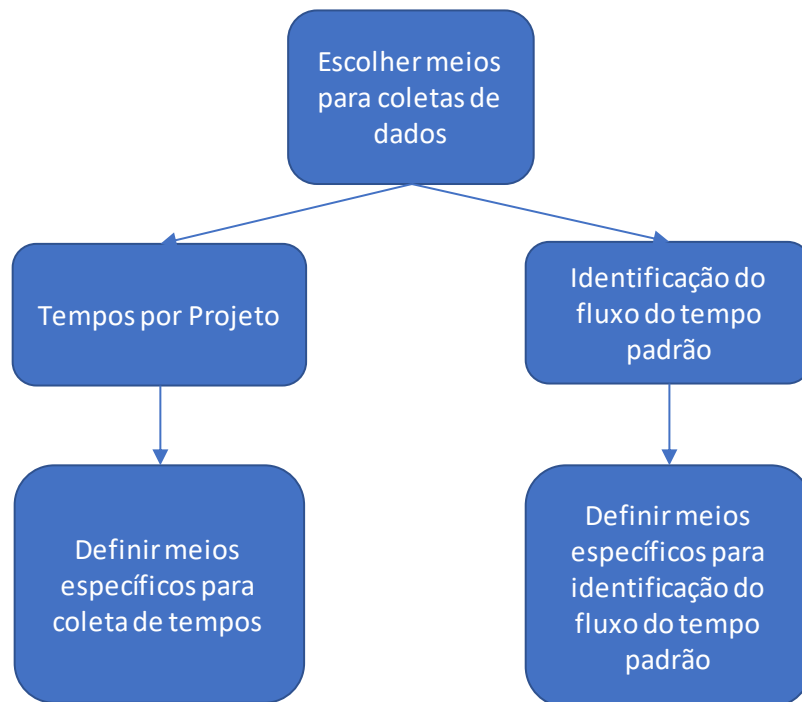 Escolher meios
para coletas de
dados
Tempos por Projeto
Identificação do
fluxo do tempo
padrão
Definir meios
específicos para
coleta de tempos
Definir meios
específicos para
identificação do
fluxo do tempo
padrão